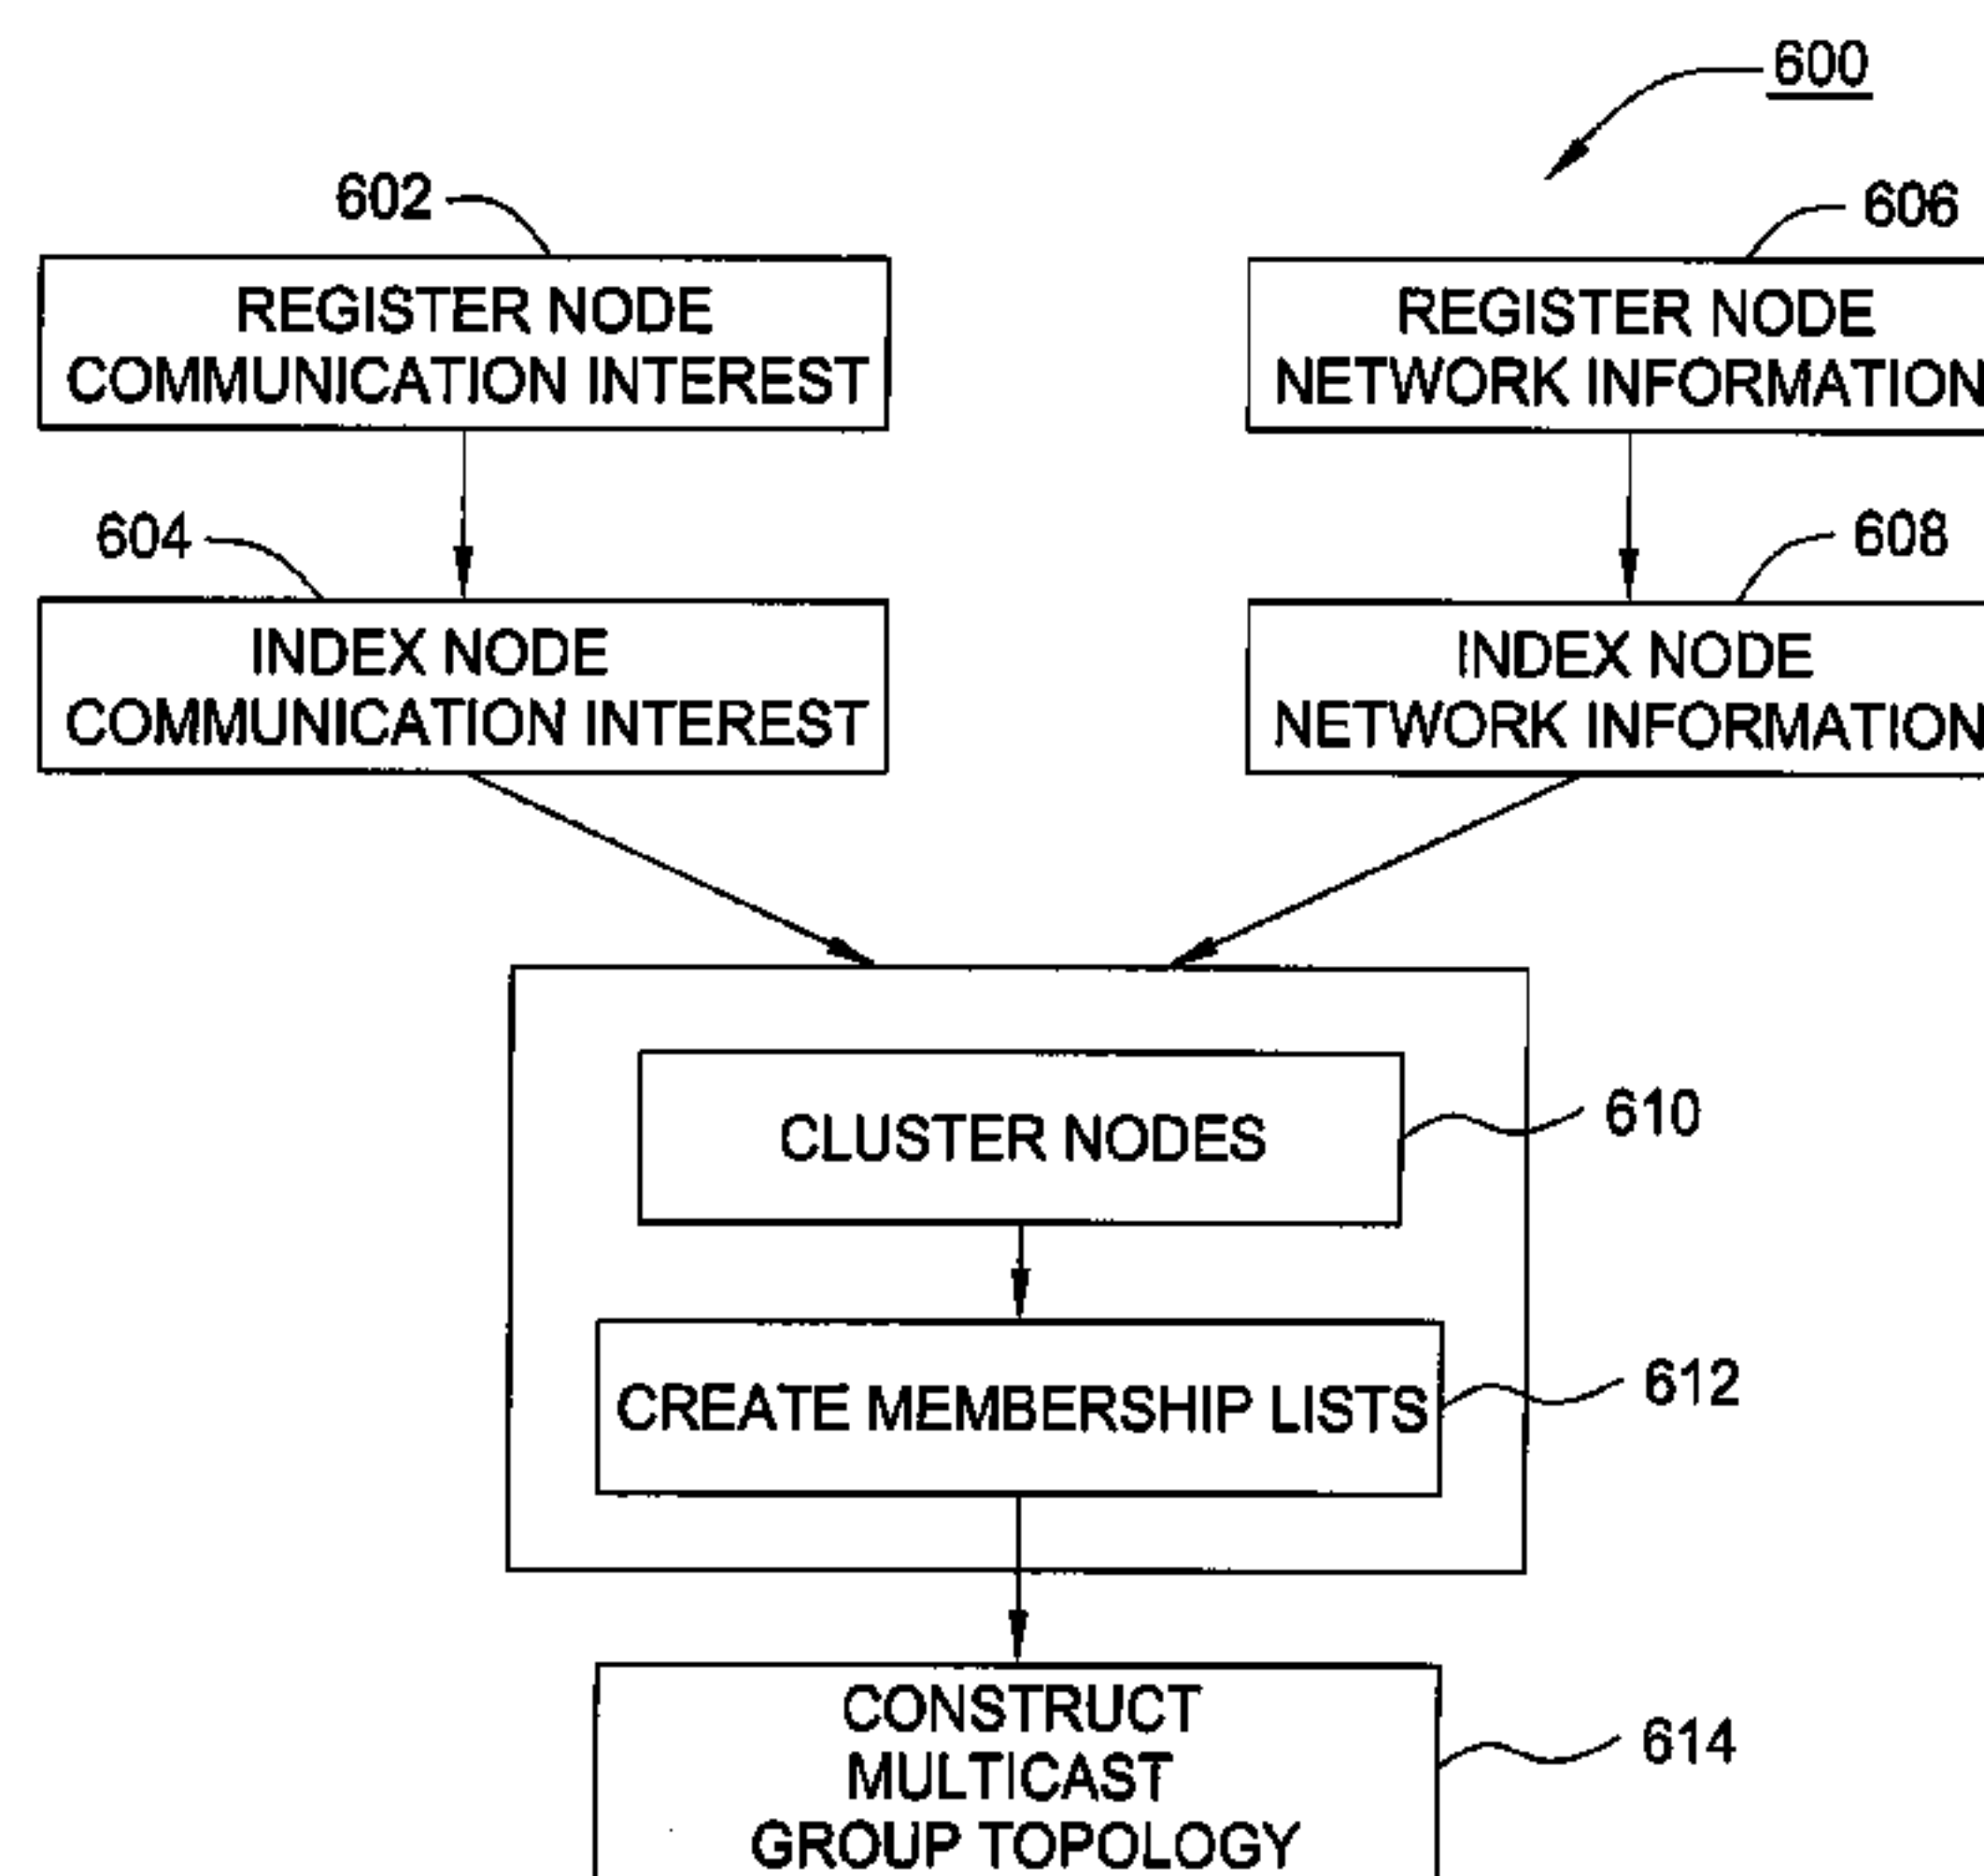 600
602
606
REGISTER NODE
COMMUNICATION INTEREST
REGISTER NODE
NETWORK INFORMATION
604
608
INDEX NODE
COMMUNICATION INTEREST
INDEX NODE
NETWORK INFORMATION
CLUSTER NODES
610
CREATE MEMBERSHIP LISTS
612
CONSTRUCT
MULTICAST
GROUP TOPOLOGY
614